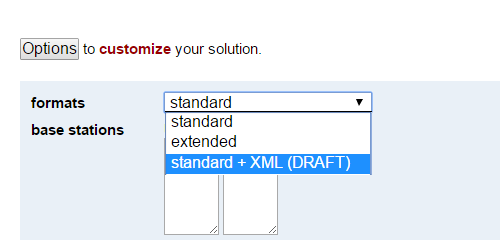 Options to customize your solution.
formats standard
standard
base stations
extended
standard + XML (DRAFT)